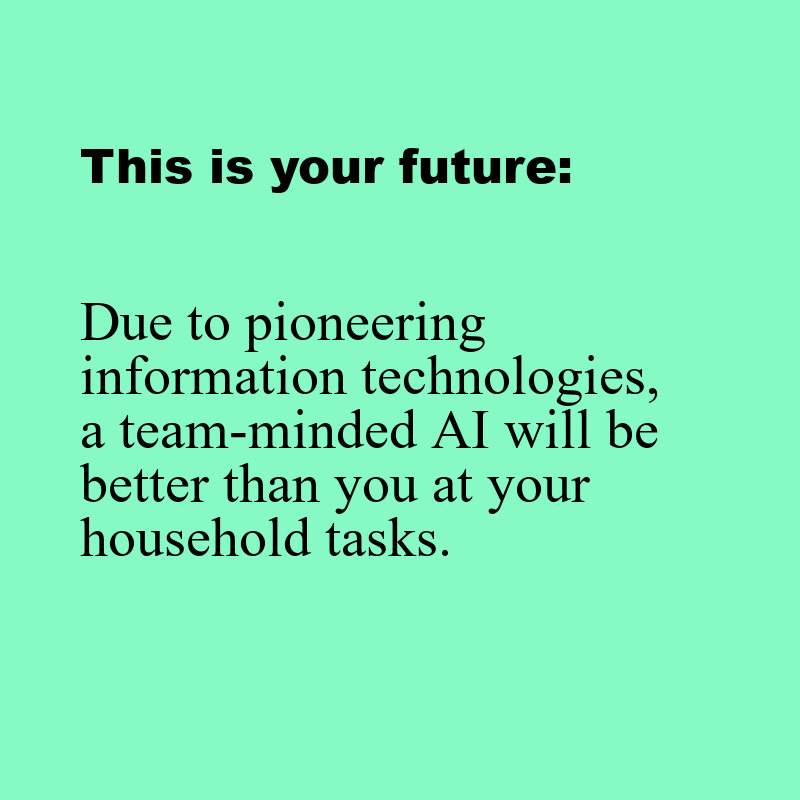 This is your future:
Due to pioneering
information technologies,
a team-minded AI will be
better than you at your
household tasks.